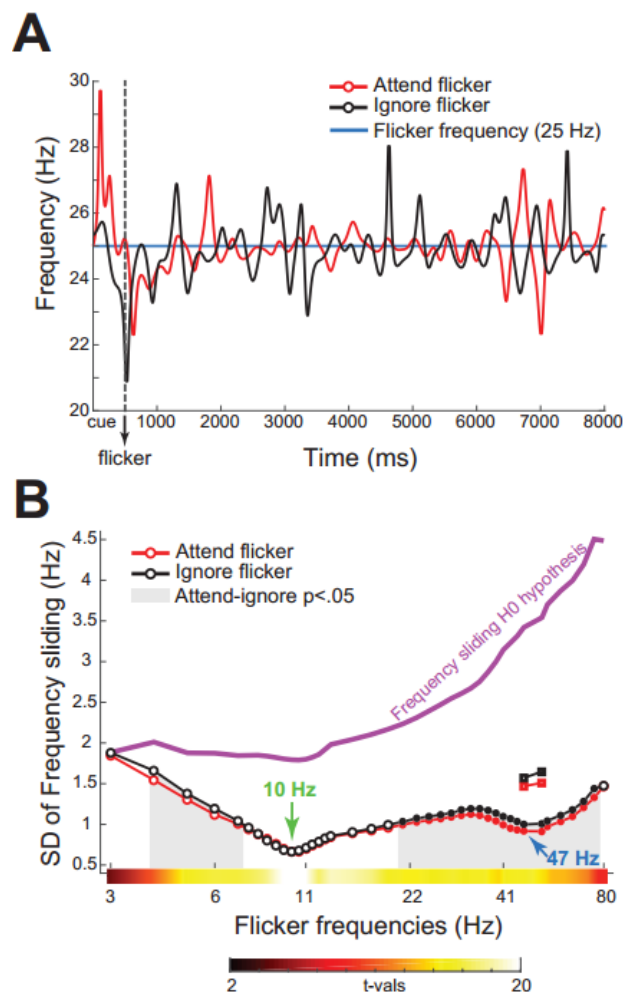 A
30
28
26
24
22
20
Frequency (Hz)
Attend flicker
Ignore flicker
Flicker frequency (25 Hz)
cue 1000 2000 3000 4000 5000 6000 7000 8000
flicker
Time (ms)
B
4.5
4
3.5
3
2.5
2
1.5
1
0.5
SD of Frequency sliding (Hz)
Attend flicker
Ignore flicker
Attend-ignore p<.05
Frequency sliding H0 hypothesis
10 Hz
47 Hz
3 6 11 22 41 80
Flicker frequencies (Hz)
2 t-vals 20